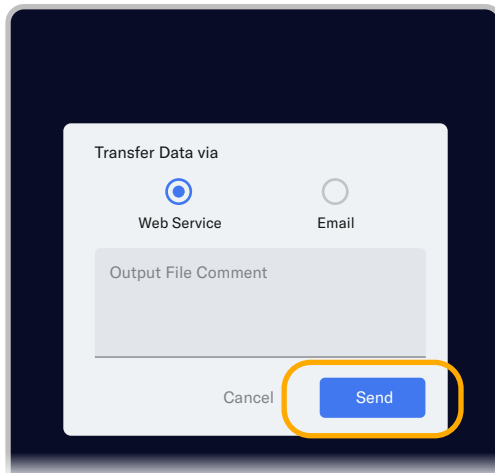 Transfer Data via
Web Service Email
Output File Comment
Cancel Send